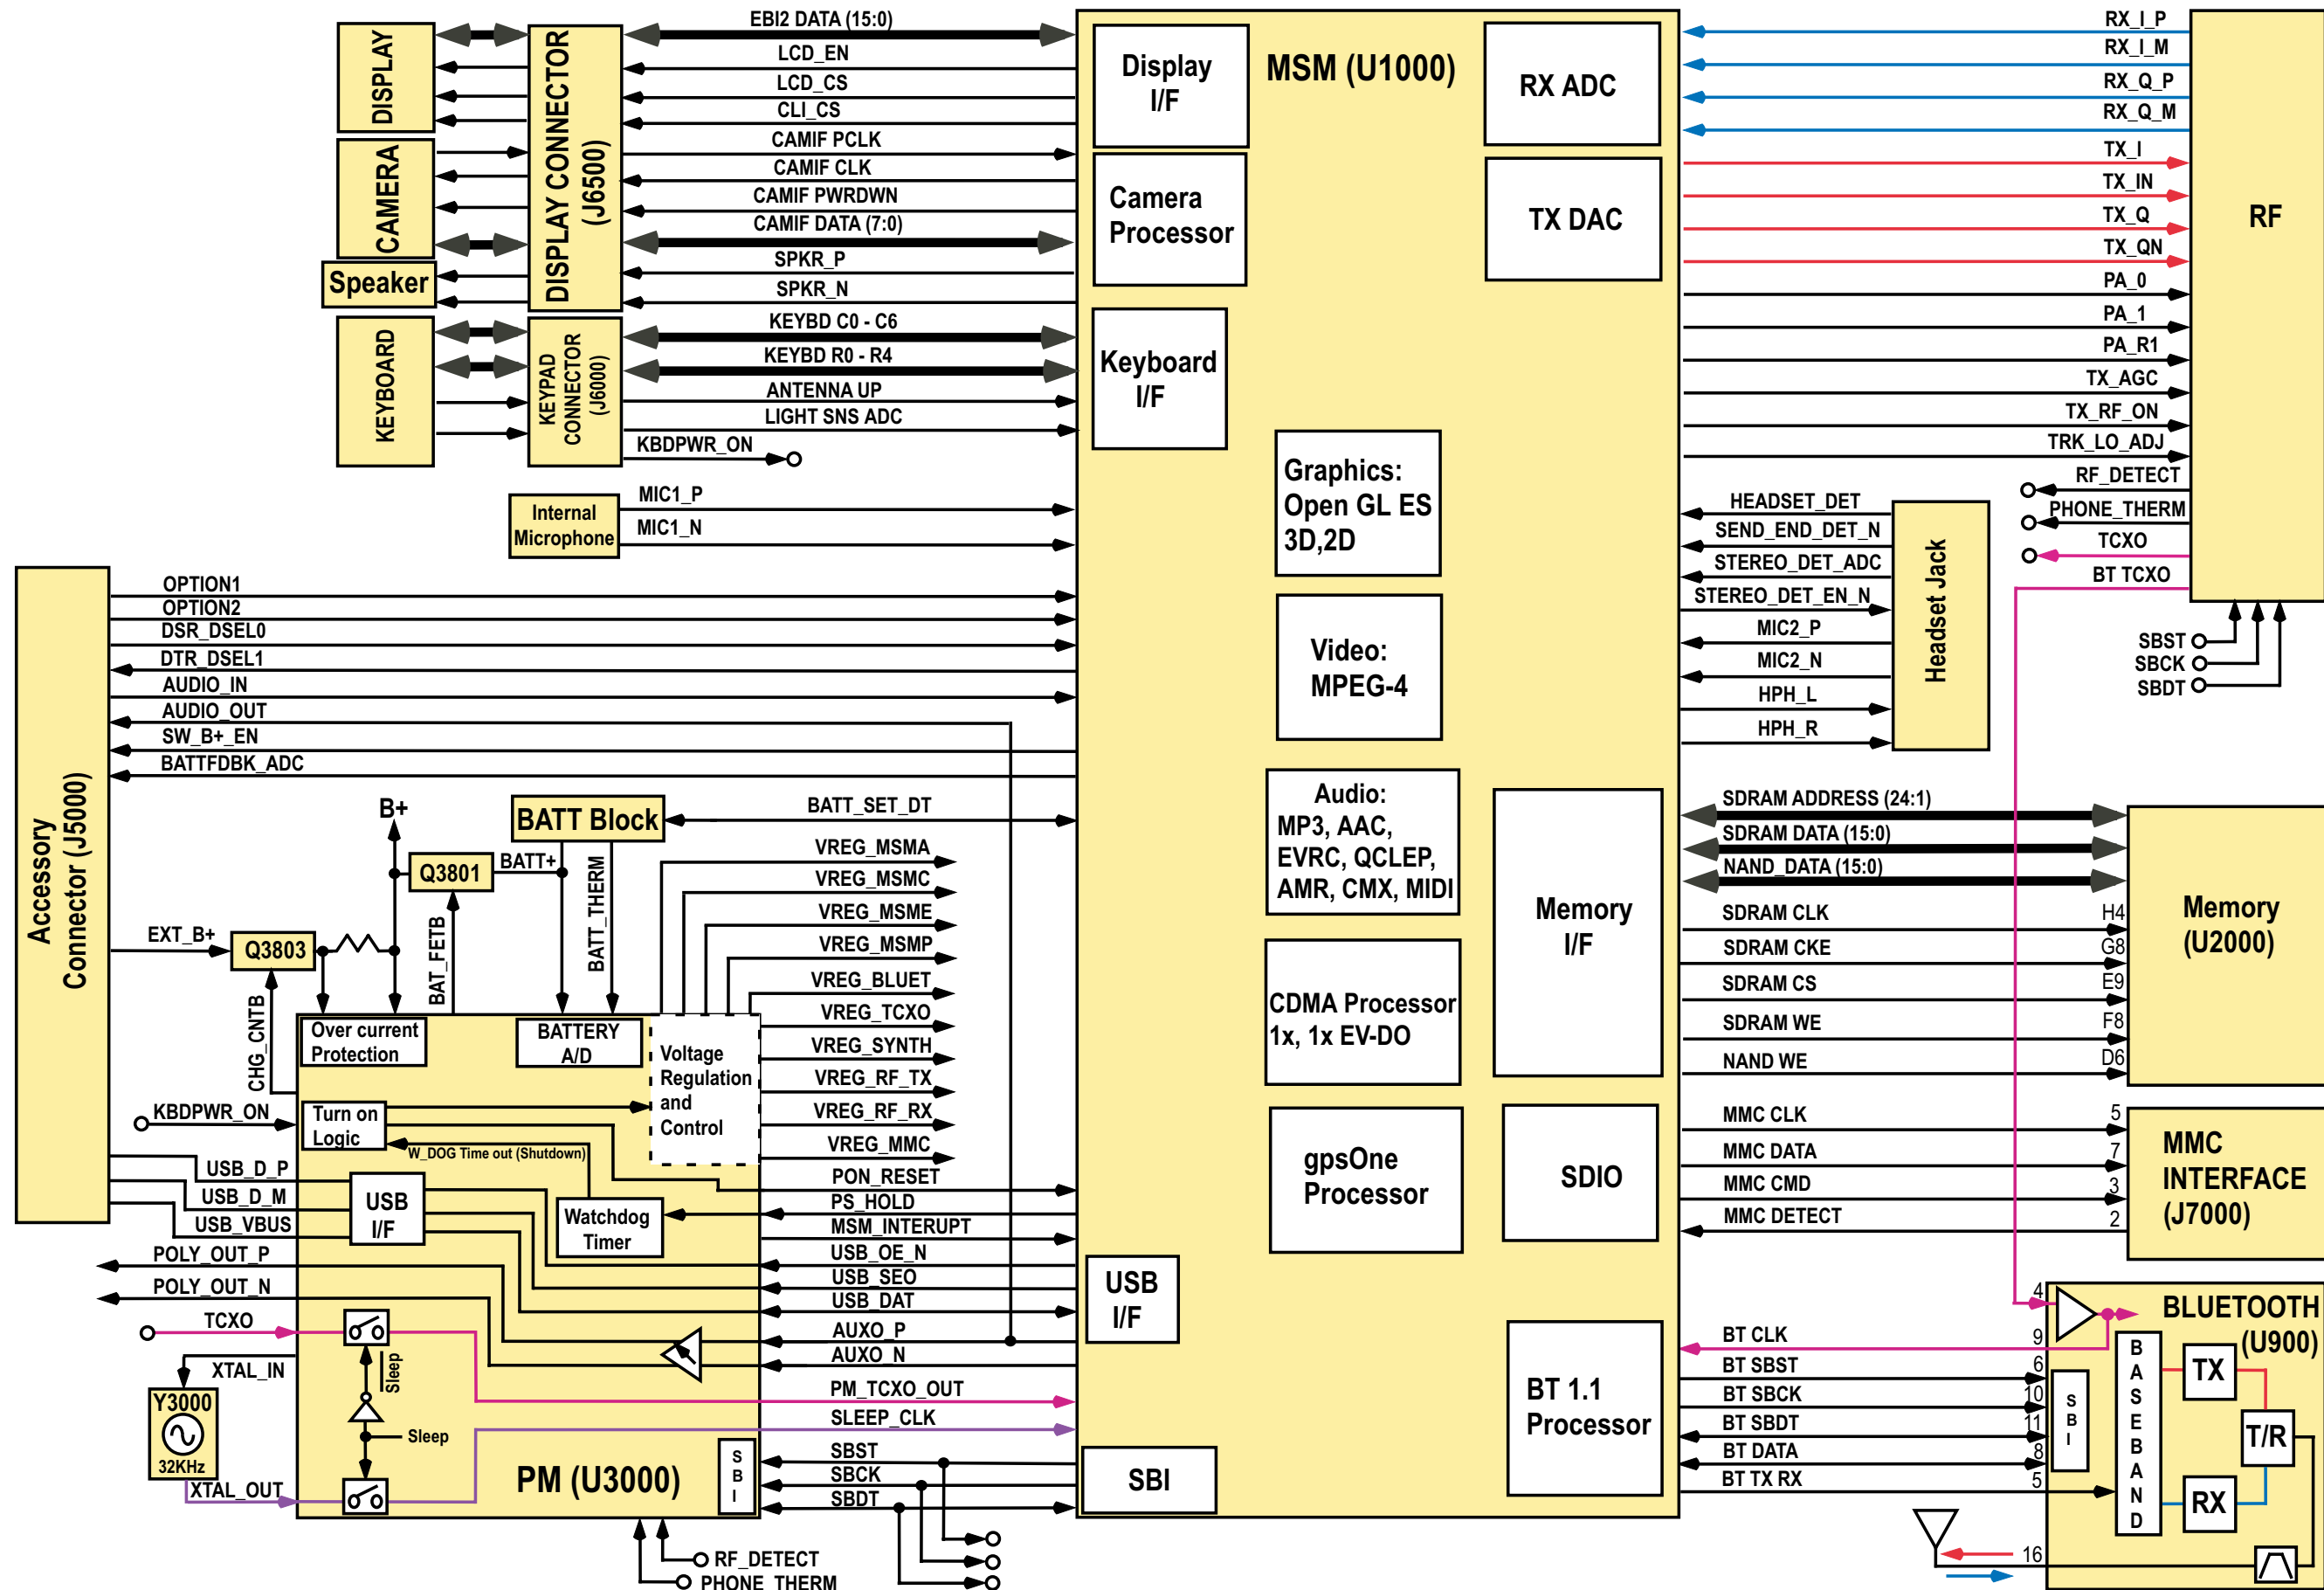 DISPLAY
CAMERA
Speaker
KEYBOARD
DISPLAY CONNECTOR
(J6500)
KEYPAD
CONNECTOR
(J6000)
EBI2 DATA (15:0)
LCD_EN
LCD_CS
CLI_CS
CAMIF PCLK
CAMIF CLK
CAMIF PWRDWN
CAMIF DATA (7:0)
SPKR_P
SPKR_N
KEYBD C0 - C6
KEYBD R0 - R4
ANTENNA UP
LIGHT SNS ADC
KBDPWR_ON
Internal
Microphone
MIC1_P
MIC1_N
Accessory
Connector (J5000)
OPTION1
OPTION2
DSR_DSEL0
DTR_DSEL1
AUDIO_IN
AUDIO_OUT
SW_B+_EN
BATTFDBK_ADC
B+
BATT Block
BATT_SET_DT
Q3801
BATT+
BATT_THERM
EXT_B+
Q3803
BAT_FETB
CHG_CNTB
VREG_MSMA
VREG_MSMC
VREG_MSME
VREG_MSMP
VREG_BLUET
VREG_TCXO
VREG_SYNTH
VREG_RF_TX
VREG_RF_RX
VREG_MMC
PON_RESET
PS_HOLD
MSM_INTERUPT
USB_OE_N
USB_SEO
USB_DAT
AUXO_P
AUXO_N
PM_TCXO_OUT
SLEEP_CLK
SBST
SBCK
SBDT
Over current
Protection
BATTERY
A/D
Voltage
Regulation
and
Control
KBDPWR_ON
Turn on
Logic
W_DOG Time out (Shutdown)
USB_D_P
USB_D_M
USB_VBUS
USB
I/F
Watchdog
Timer
POLY_OUT_P
POLY_OUT_N
TCXO
XTAL_IN
Y3000
32KHz
XTAL_OUT
Sleep
Sleep
PM (U3000)
S
B
I
RF_DETECT
PHONE_THERM
MSM (U1000)
Display
I/F
Camera
Processor
Keyboard
I/F
RX ADC
TX DAC
Graphics:
Open GL ES
3D,2D
Video:
MPEG-4
Audio:
MP3, AAC,
EVRC, QCLEP,
AMR, CMX, MIDI
CDMA Processor
1x, 1x EV-DO
gpsOne
Processor
Memory
I/F
SDIO
USB
I/F
SBI
BT 1.1
Processor
RX_I_P
RX_I_M
RX_Q_P
RX_Q_M
TX_I
TX_IN
TX_Q
TX_QN
PA_0
PA_1
PA_R1
TX_AGC
TX_RF_ON
TRK_LO_ADJ
RF_DETECT
PHONE_THERM
TCXO
BT TCXO
RF
SBST
SBCK
SBDT
HEADSET_DET
SEND_END_DET_N
STEREO_DET_ADC
STEREO_DET_EN_N
MIC2_P
MIC2_N
HPH_L
HPH_R
Headset Jack
SDRAM ADDRESS (24:1)
SDRAM DATA (15:0)
NAND_DATA (15:0)
SDRAM CLK H4
SDRAM CKE G8
SDRAM CS E9
SDRAM WE F8
NAND WE D6
Memory
(U2000)
MMC CLK 5
MMC DATA 7
MMC CMD 3
MMC DETECT 2
MMC
INTERFACE
(J7000)
4
BT CLK 9
BT SBST 6
BT SBCK 10
BT SBDT 11
BT DATA 8
BT TX RX 5
16
BLUETOOTH
(U900)
S
B
I
B
A
S
E
B
A
N
D
TX
T/R
RX